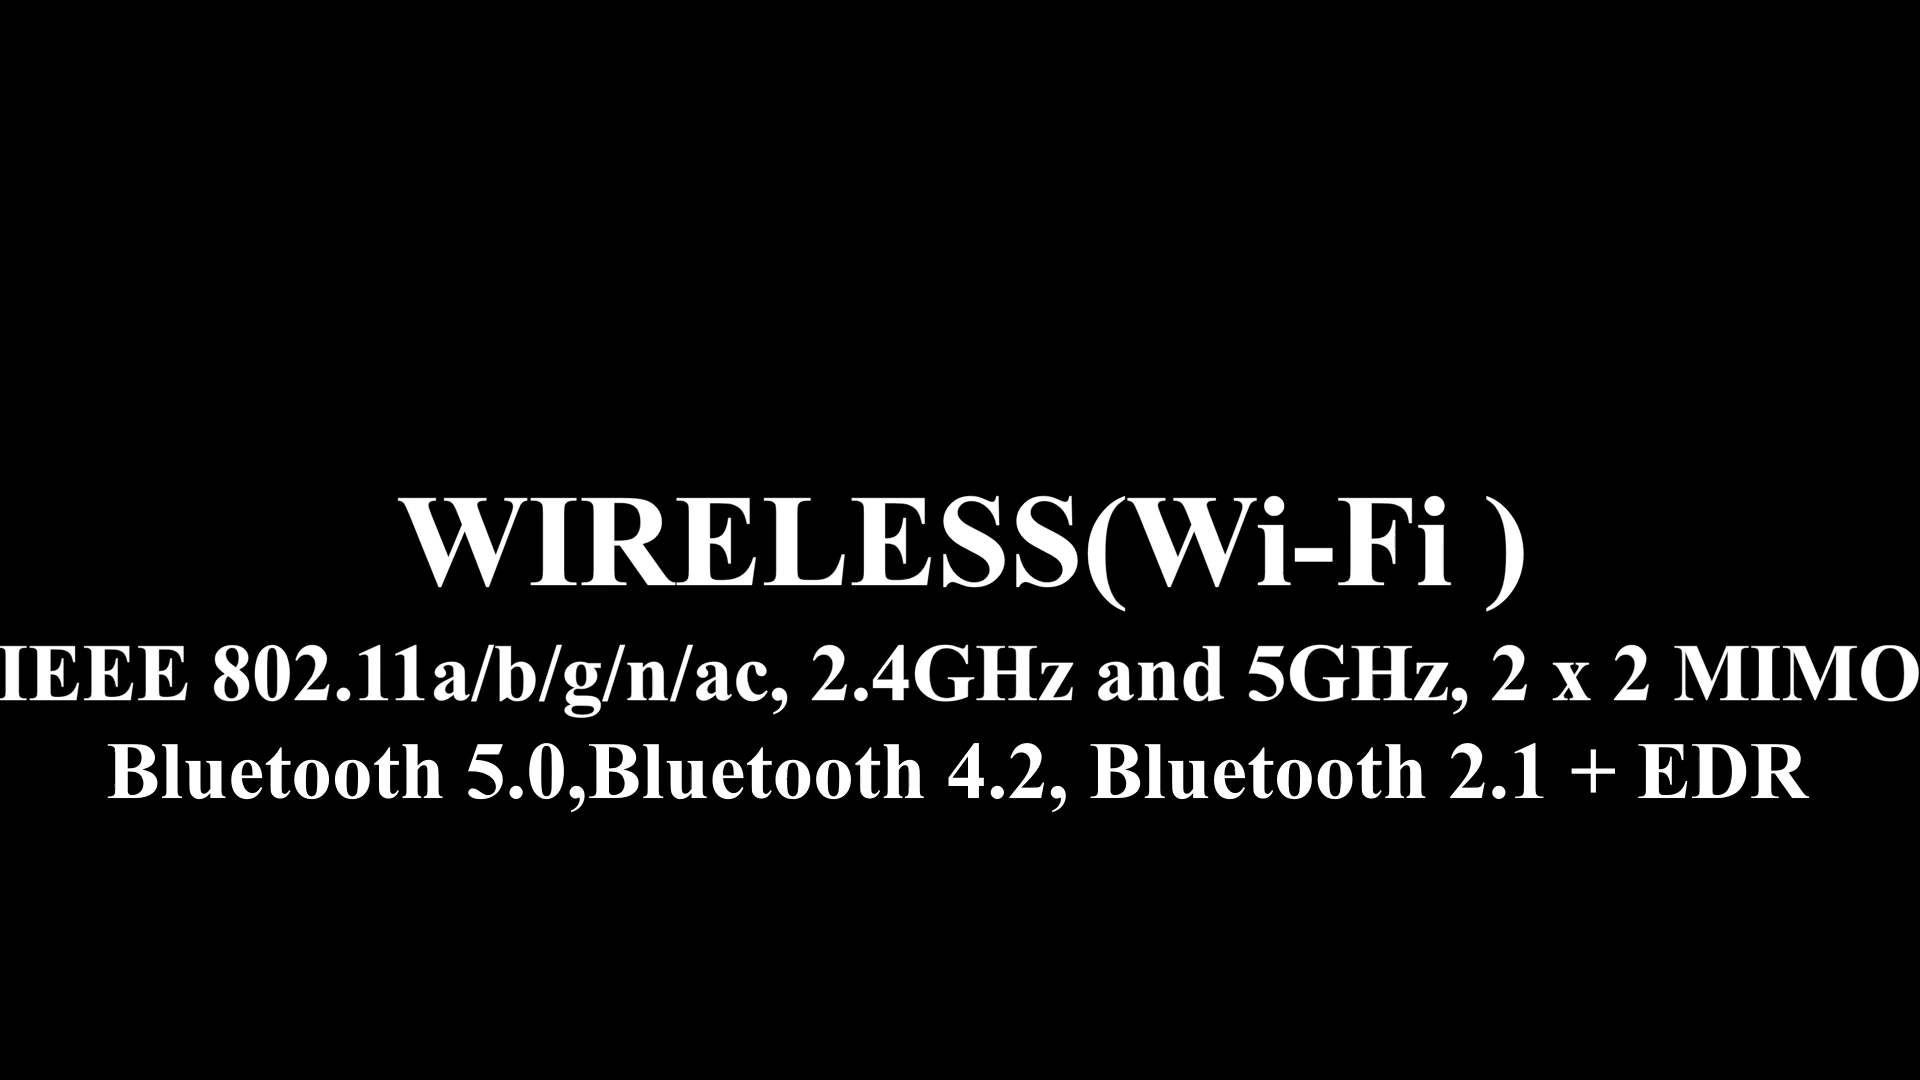 WIRELESS(Wi-Fi )
IEEE 802.11a/b/g/n/ac, 2.4GHz and 5GHz, 2 x 2 MIMO
Bluetooth 5.0,Bluetooth 4.2, Bluetooth 2.1 + EDR